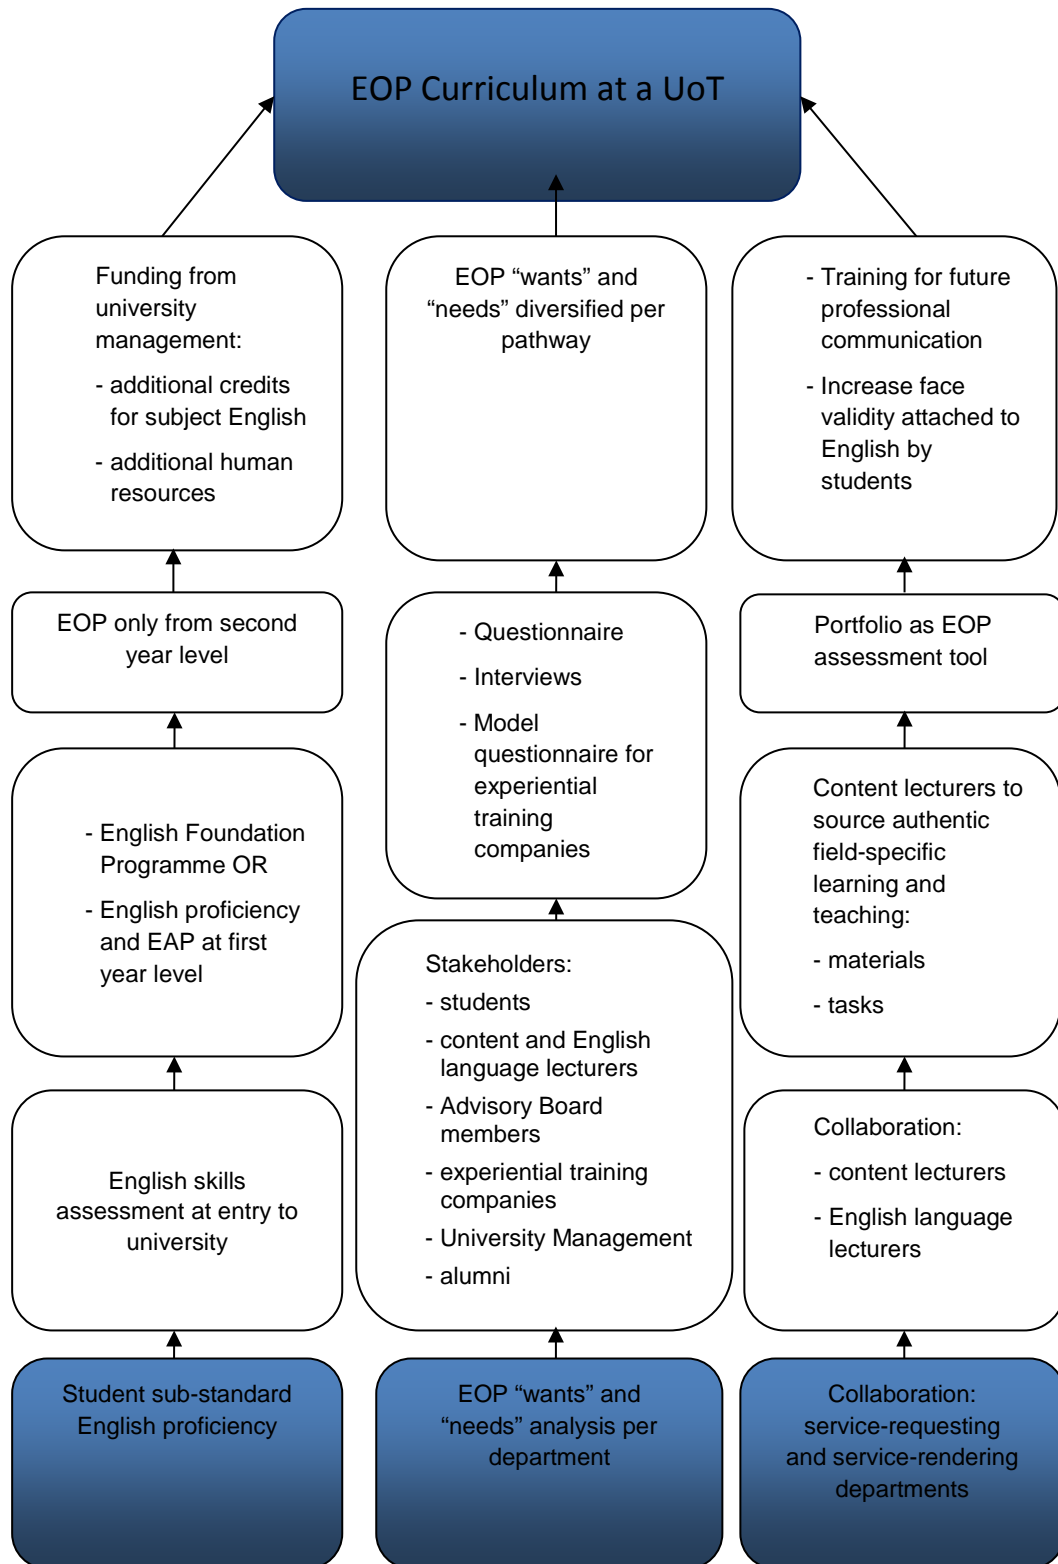 EOP Curriculum at a UoT
Funding from
university
management:
- additional credits
for subject English
- additional human
resources
EOP “wants” and
“needs” diversified per
pathway
- Training for future
professional
communication
- Increase face
validity attached to
English by
students
EOP only from second
year level
- Questionnaire
- Interviews
- Model
questionnaire for
experiential
training
companies
Portfolio as EOP
assessment tool
- English Foundation
Programme OR
- English proficiency
and EAP at first
year level
Content lecturers to
source authentic
field-specific
learning and
teaching:
- materials
- tasks
Stakeholders:
- students
- content and English
language lecturers
- Advisory Board
members
- experiential training
companies
- University Management
- alumni
English skills
assessment at entry to
university
Collaboration:
- content lecturers
- English language
lecturers
Student sub-standard
English proficiency
EOP “wants” and
“needs” analysis per
department
Collaboration:
service-requesting
and service-rendering
departments